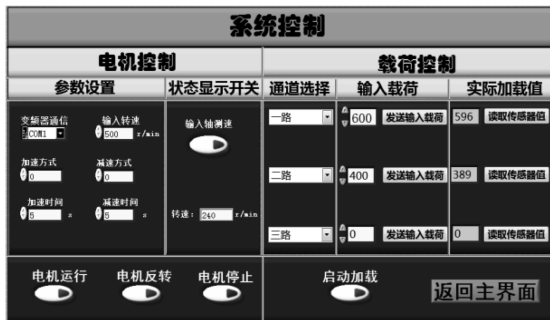 系统控制
电机控制 载荷控制
参数设置 状态显示开关 通道选择 输入载荷 实际加载值
变频器通信 输入转速 输入轴测速
COM1 500 r/min
一路 600 发送输入载荷 596 读取传感器值
加速方式 减速方式
0 0
二路 400 发送输入载荷 389 读取传感器值
加速时间 减速时间
5 s 5 s 转速： 240 r/min
三路 0 发送输入载荷 0 读取传感器值
电机运行 电机反转 电机停止 启动加载
返回主界面